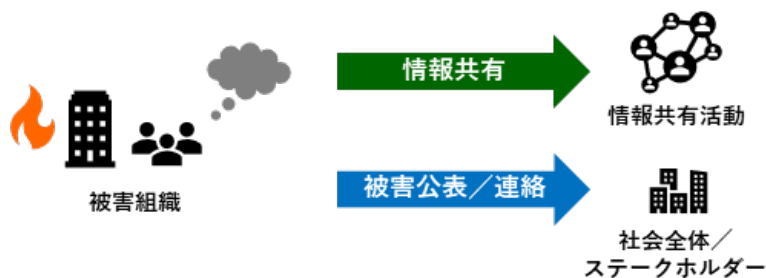 情報共有
情報共有活動
被害組織
被害公表／連絡
社会全体／
ステークホルダー